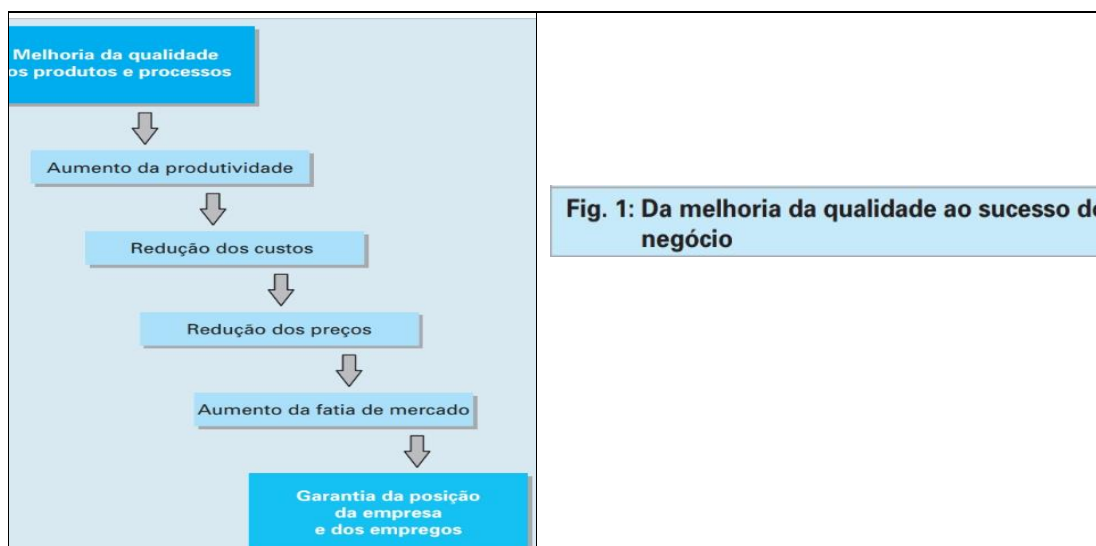 Melhoria da qualidade
os produtos e processos
Aumento da produtividade
Redução dos custos
Redução dos preços
Aumento da fatia de mercado
Garantia da posição
da empresa
e dos empregos
Fig. 1: Da melhoria da qualidade ao sucesso
negócio